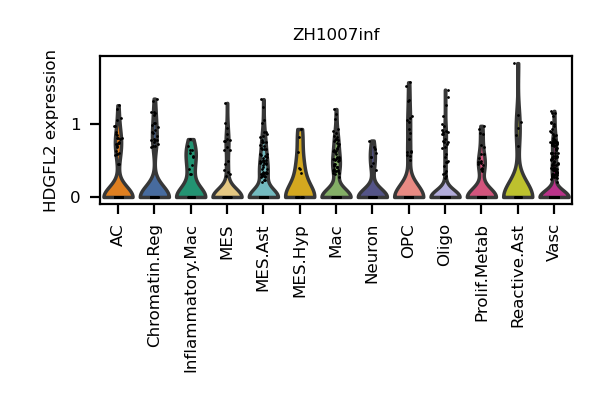 ZH1007inf
HDGFL2 expression
1
0
AC
Chromatin.Reg
Inflammatory.Mac
MES
MES.Ast
MES.Hyp
Mac
Neuron
OPC
Oligo
Prolif.Metab
Reactive.Ast
Vasc